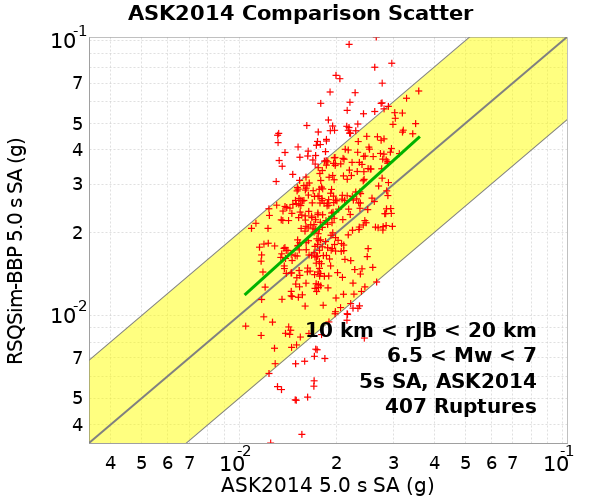 ASK2014 Comparison Scatter
RSQSim-BBP 5.0 s SA (g)
10-1
7
5
4
3
2
10-2
7
5
4
10 km < rJB < 20 km
6.5 < Mw < 7
5s SA, ASK2014
407 Ruptures
4 5 6 7 10-2 2 3 4 5 6 7 10-1
ASK2014 5.0 s SA (g)